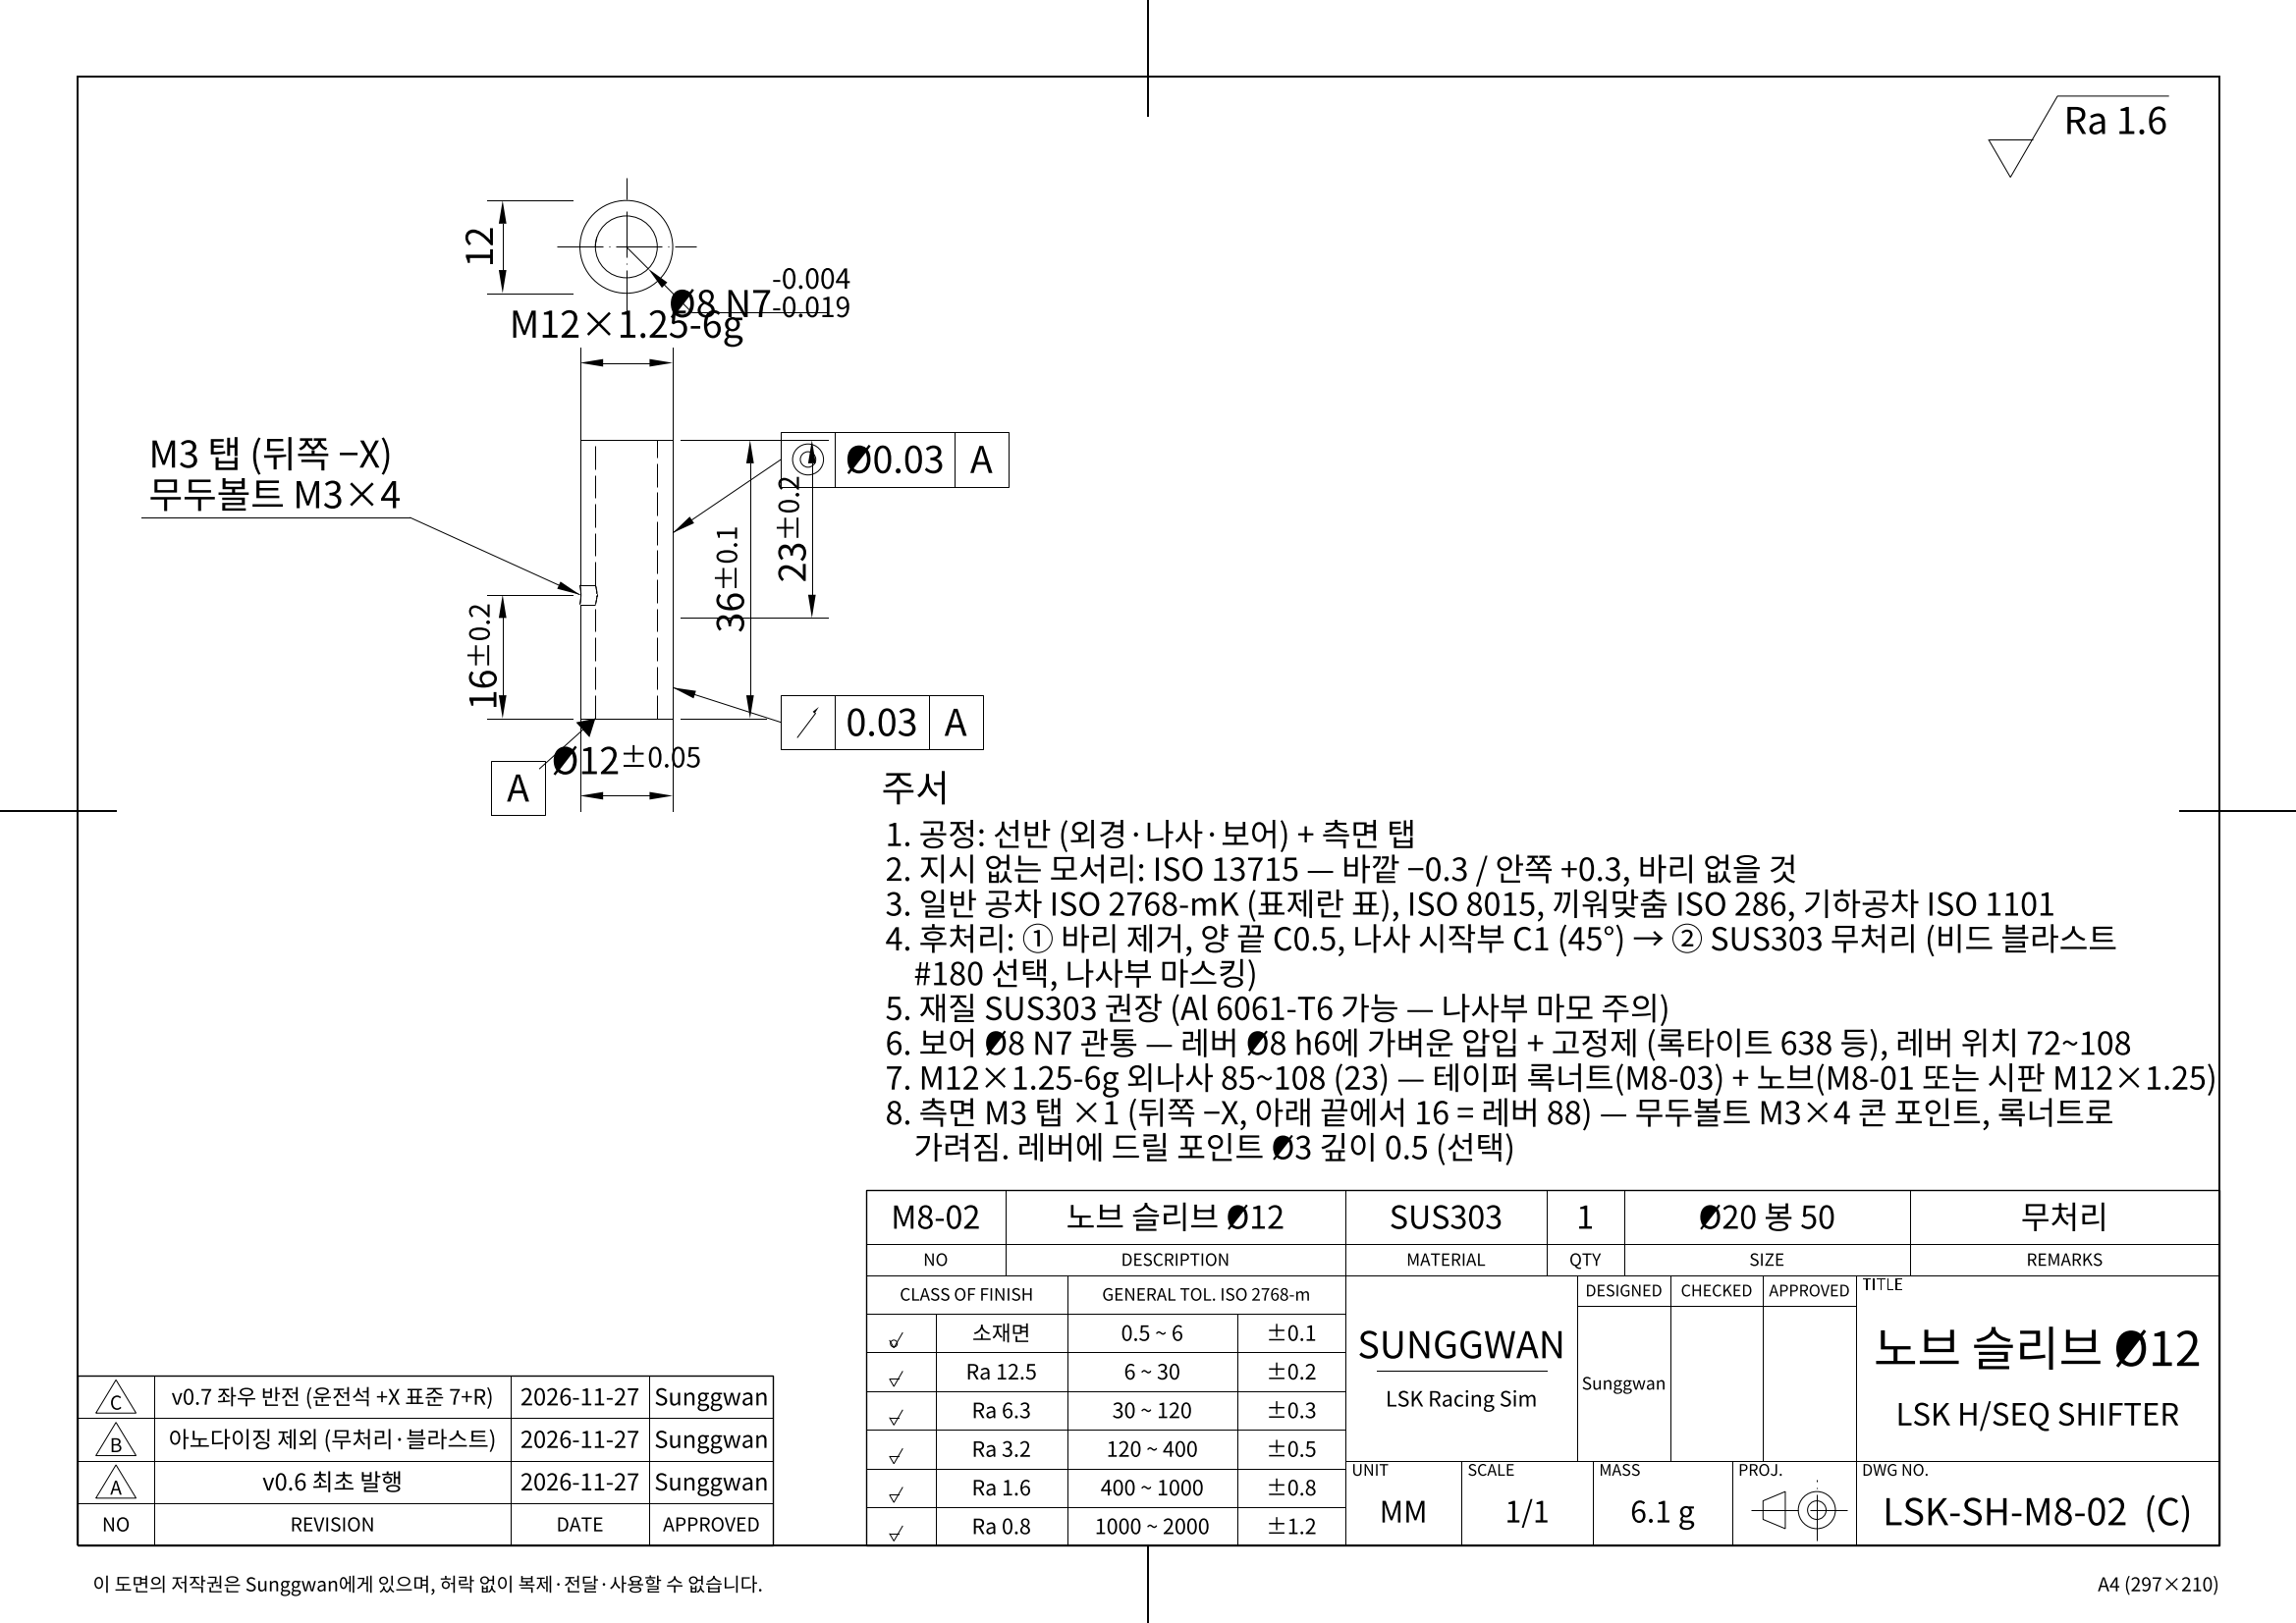 Ra 1.6
12
Ø8 N7 -0.004 -0.019
M12×1.25-6g
M3 탭 (뒤쪽 −X)
무두볼트 M3×4
Ø0.03 A
23±0.2
36±0.1
16±0.2
0.03 A
Ø12±0.05
A
주서
1. 공정: 선반 (외경·나사·보어) + 측면 탭
2. 지시 없는 모서리: ISO 13715 — 바깥 −0.3 / 안쪽 +0.3, 바리 없을 것
3. 일반 공차 ISO 2768-mK (표제란 표), ISO 8015, 끼워맞춤 ISO 286, 기하공차 ISO 1101
4. 후처리: ① 바리 제거, 양 끝 C0.5, 나사 시작부 C1 (45°) → ② SUS303 무처리 (비드 블라스트
#180 선택, 나사부 마스킹)
5. 재질 SUS303 권장 (Al 6061-T6 가능 — 나사부 마모 주의)
6. 보어 Ø8 N7 관통 — 레버 Ø8 h6에 가벼운 압입 + 고정제 (록타이트 638 등), 레버 위치 72~108
7. M12×1.25-6g 외나사 85~108 (23) — 테이퍼 록너트(M8-03) + 노브(M8-01 또는 시판 M12×1.25)
8. 측면 M3 탭 ×1 (뒤쪽 −X, 아래 끝에서 16 = 레버 88) — 무두볼트 M3×4 콘 포인트, 록너트로
가려짐. 레버에 드릴 포인트 Ø3 깊이 0.5 (선택)
M8-02 노브 슬리브 Ø12 SUS303 1 Ø20 봉 50 무처리
NO DESCRIPTION MATERIAL QTY SIZE REMARKS
CLASS OF FINISH GENERAL TOL. ISO 2768-m
소재면 0.5 ~ 6 ±0.1
Ra 12.5 6 ~ 30 ±0.2
Ra 6.3 30 ~ 120 ±0.3
Ra 3.2 120 ~ 400 ±0.5
Ra 1.6 400 ~ 1000 ±0.8
Ra 0.8 1000 ~ 2000 ±1.2
SUNGGWAN
LSK Racing Sim
DESIGNED CHECKED APPROVED
Sunggwan
TITLE
노브 슬리브 Ø12
LSK H/SEQ SHIFTER
UNIT SCALE MASS PROJ. DWG NO.
MM 1/1 6.1 g LSK-SH-M8-02 (C)
C v0.7 좌우 반전 (운전석 +X 표준 7+R) 2026-11-27 Sunggwan
B 아노다이징 제외 (무처리·블라스트) 2026-11-27 Sunggwan
A v0.6 최초 발행 2026-11-27 Sunggwan
NO REVISION DATE APPROVED
이 도면의 저작권은 Sunggwan에게 있으며, 허락 없이 복제·전달·사용할 수 없습니다.
A4 (297×210)